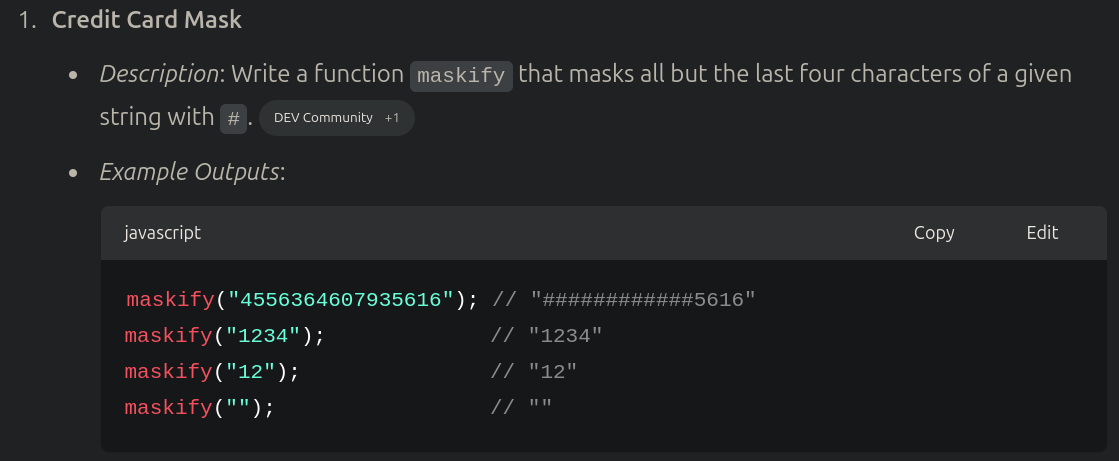 1. Credit Card Mask
• Description: Write a function maskify that masks all but the last four characters of a given
string with #. DEV Community +1
• Example Outputs:
javascript Copy Edit
maskify("4556364607935616"); // "############5616"
maskify("1234"); // "1234"
maskify("12"); // "12"
maskify(""); // ""